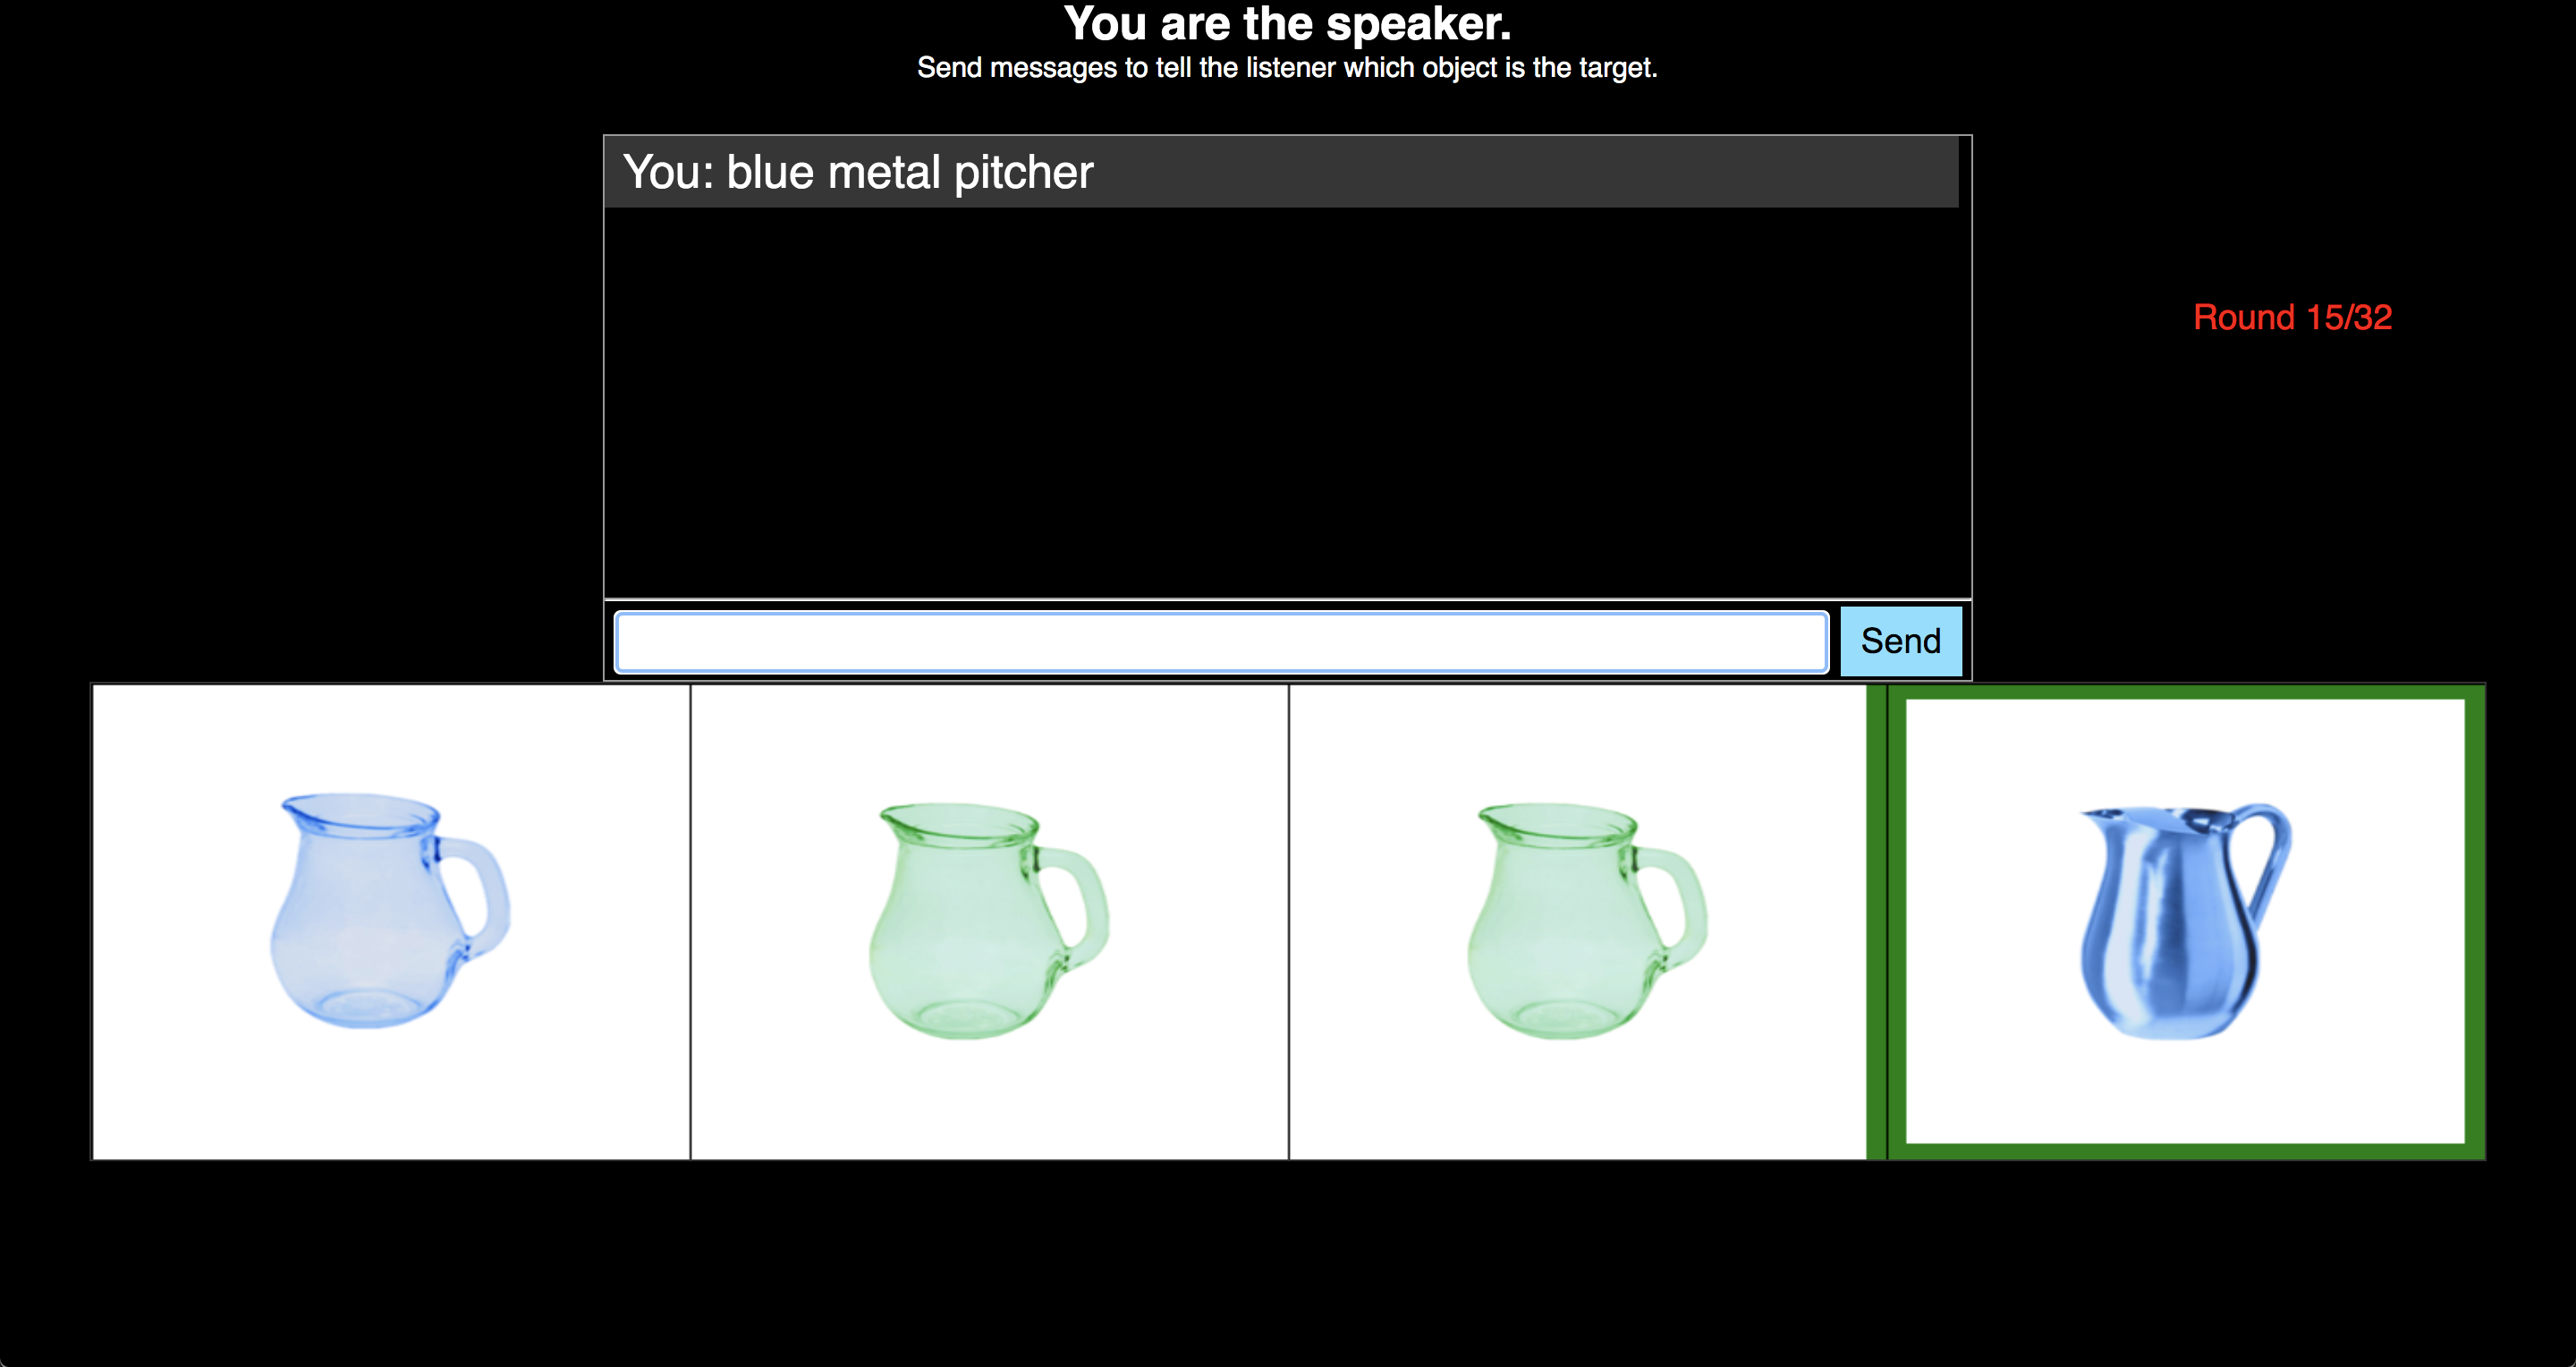 You are the speaker.
Send messages to tell the listener which object is the target.
You: blue metal pitcher
Round 15/32
Send